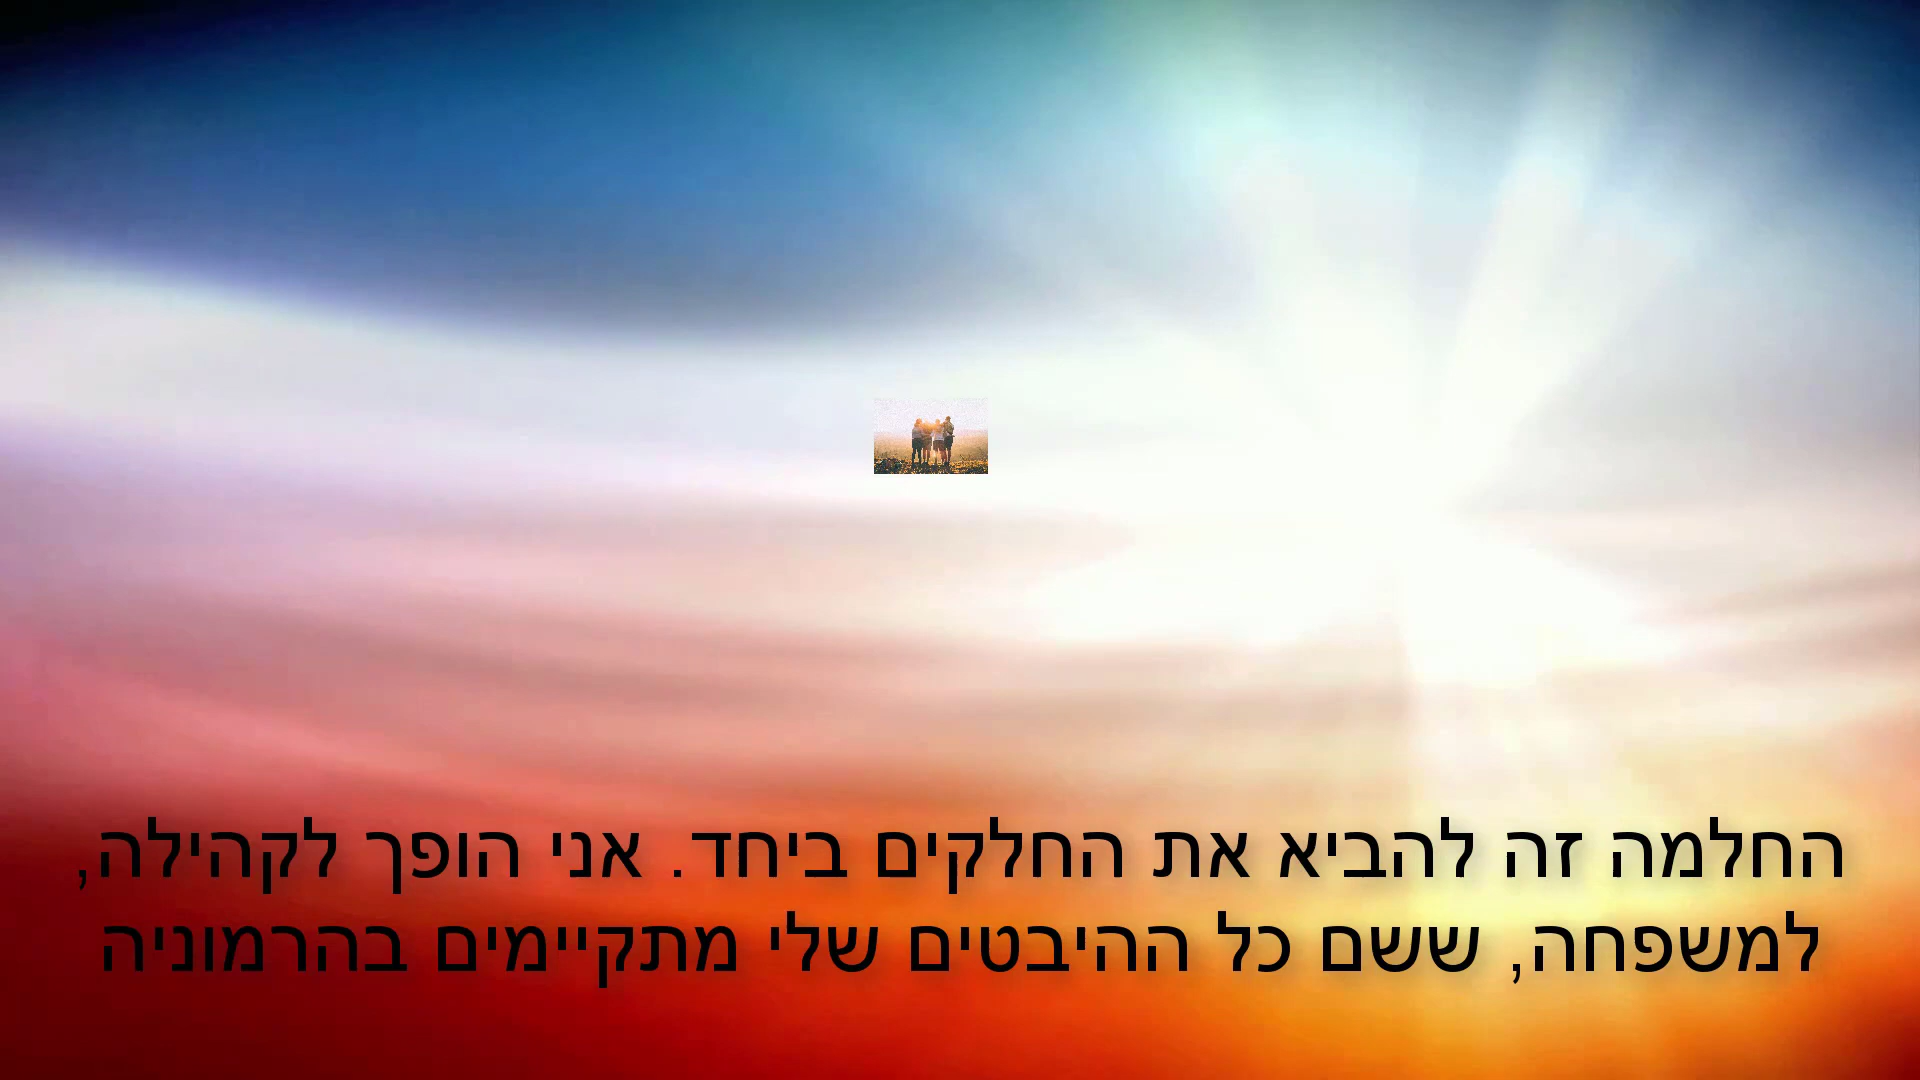 החלמה זה להביא את החלקים ביחד. אני הופך לקהילה,
למשפחה, ששם כל ההיבטים שלי מתקיימים בהרמוניה